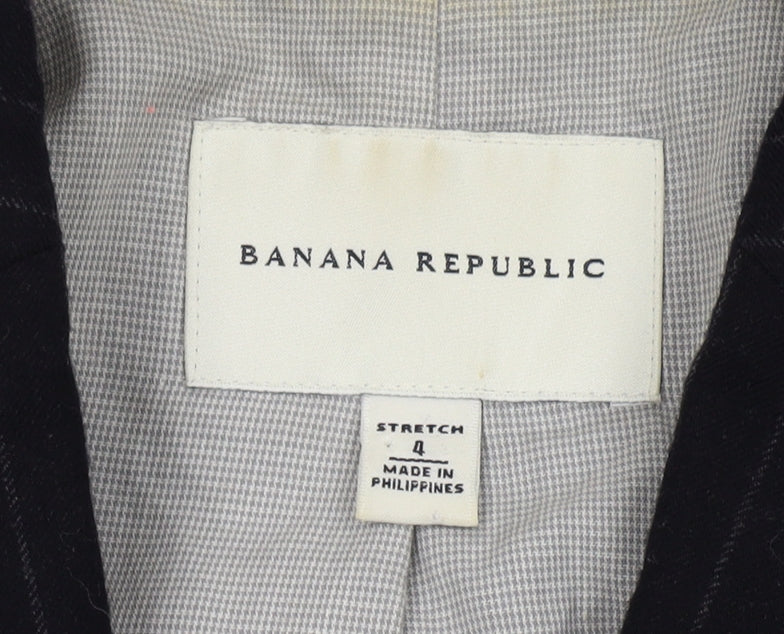 BANANA REPUBLIC
STRETCH
4
MADE IN
PHILIPPINES